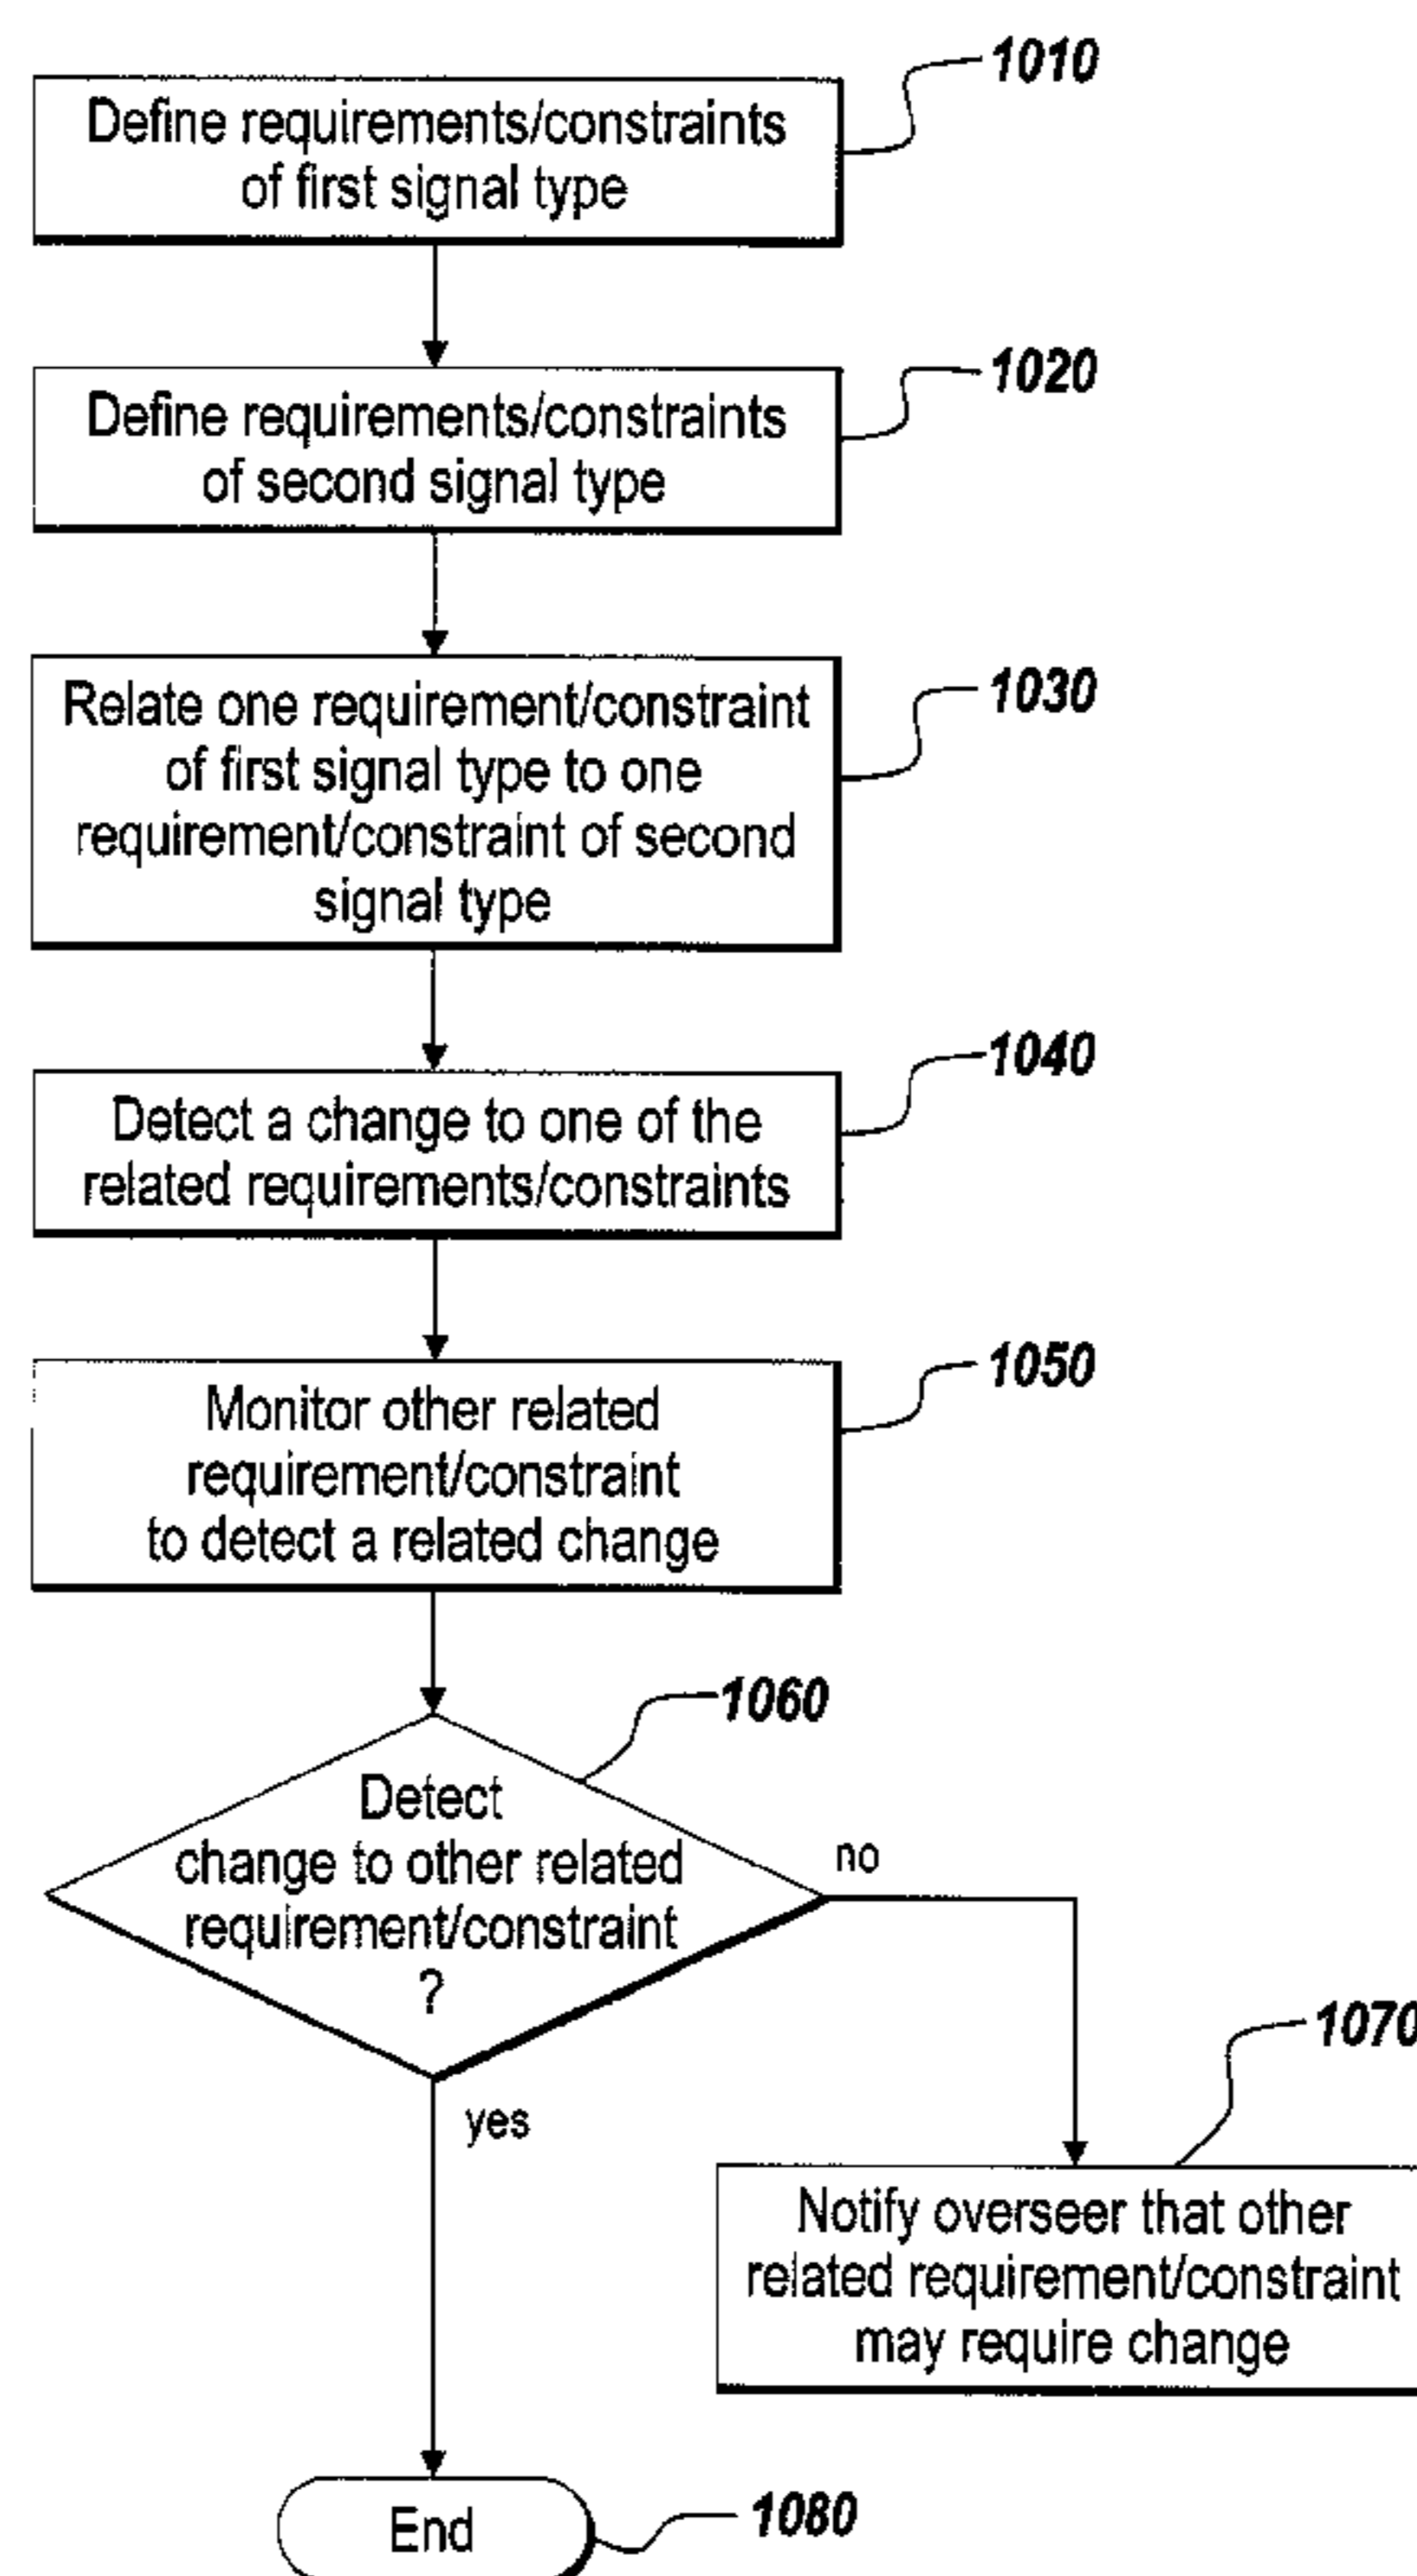 1010
Define requirements/constraints
of first signal type
1020
Define requirements/constraints
of second signal type
1030
Relate one requirement/constraint
of first signal type to one
requirement/constraint of second
signal type
1040
Detect a change to one of the
related requirements/constraints
1050
Monitor other related
requirement/constraint
to detect a related change
1060
Detect
change to other related
requirement/constraint
?
no
yes
1070
Notify overseer that other
related requirement/constraint
may require change
End
1080